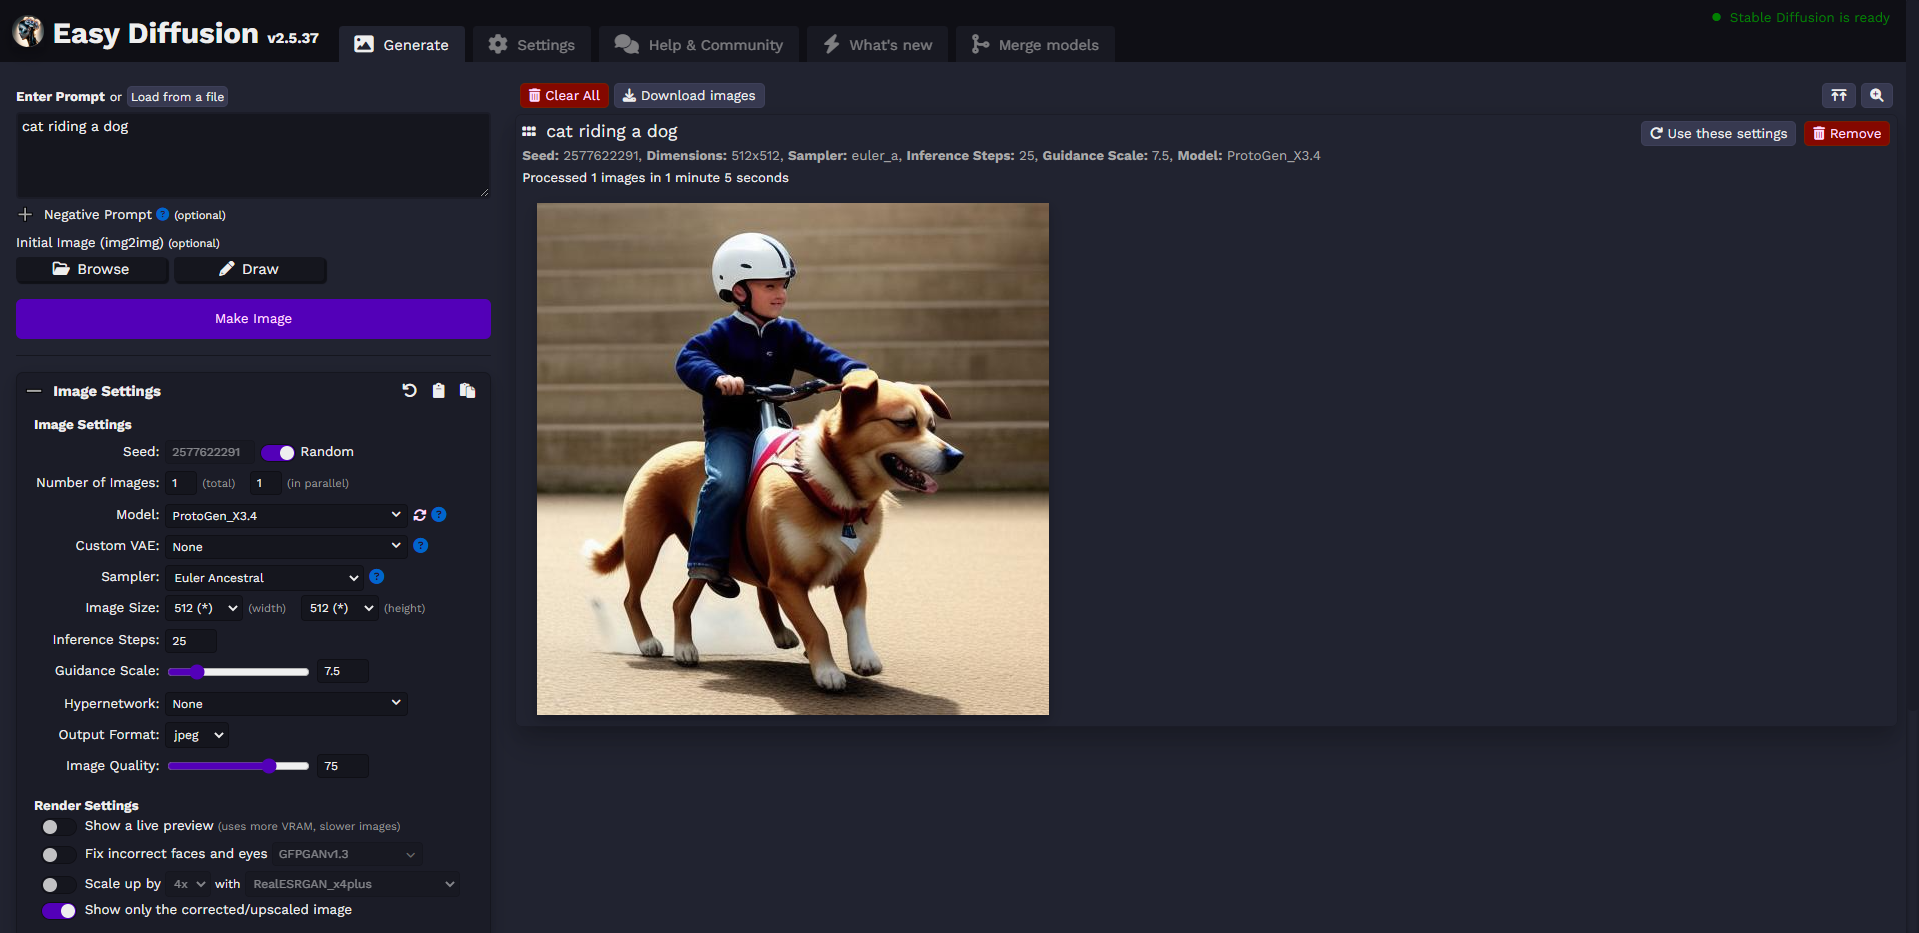 Easy Diffusion v2.5.37
Generate
Settings
Help & Community
What's new
Merge models
Stable Diffusion is ready
Enter Prompt or Load from a file
cat riding a dog
Negative Prompt ? (optional)
Initial Image (img2img) (optional)
Browse
Draw
Make Image
Image Settings
Image Settings
Seed: 2577622291 Random
Number of Images: 1 (total) 1 (in parallel)
Model: ProtoGen_X3.4 ?
Custom VAE: None ?
Sampler: Euler Ancestral ?
Image Size: 512 (*) (width) 512 (*) (height)
Inference Steps: 25
Guidance Scale: 7.5
Hypernetwork: None
Output Format: jpeg
Image Quality: 75
Render Settings
Show a live preview (uses more VRAM, slower images)
Fix incorrect faces and eyes GFPGANv1.3
Scale up by 4x with RealESRGAN_x4plus
Show only the corrected/upscaled image
Clear All
Download images
cat riding a dog
Use these settings
Remove
Seed: 2577622291, Dimensions: 512x512, Sampler: euler_a, Inference Steps: 25, Guidance Scale: 7.5, Model: ProtoGen_X3.4
Processed 1 images in 1 minute 5 seconds